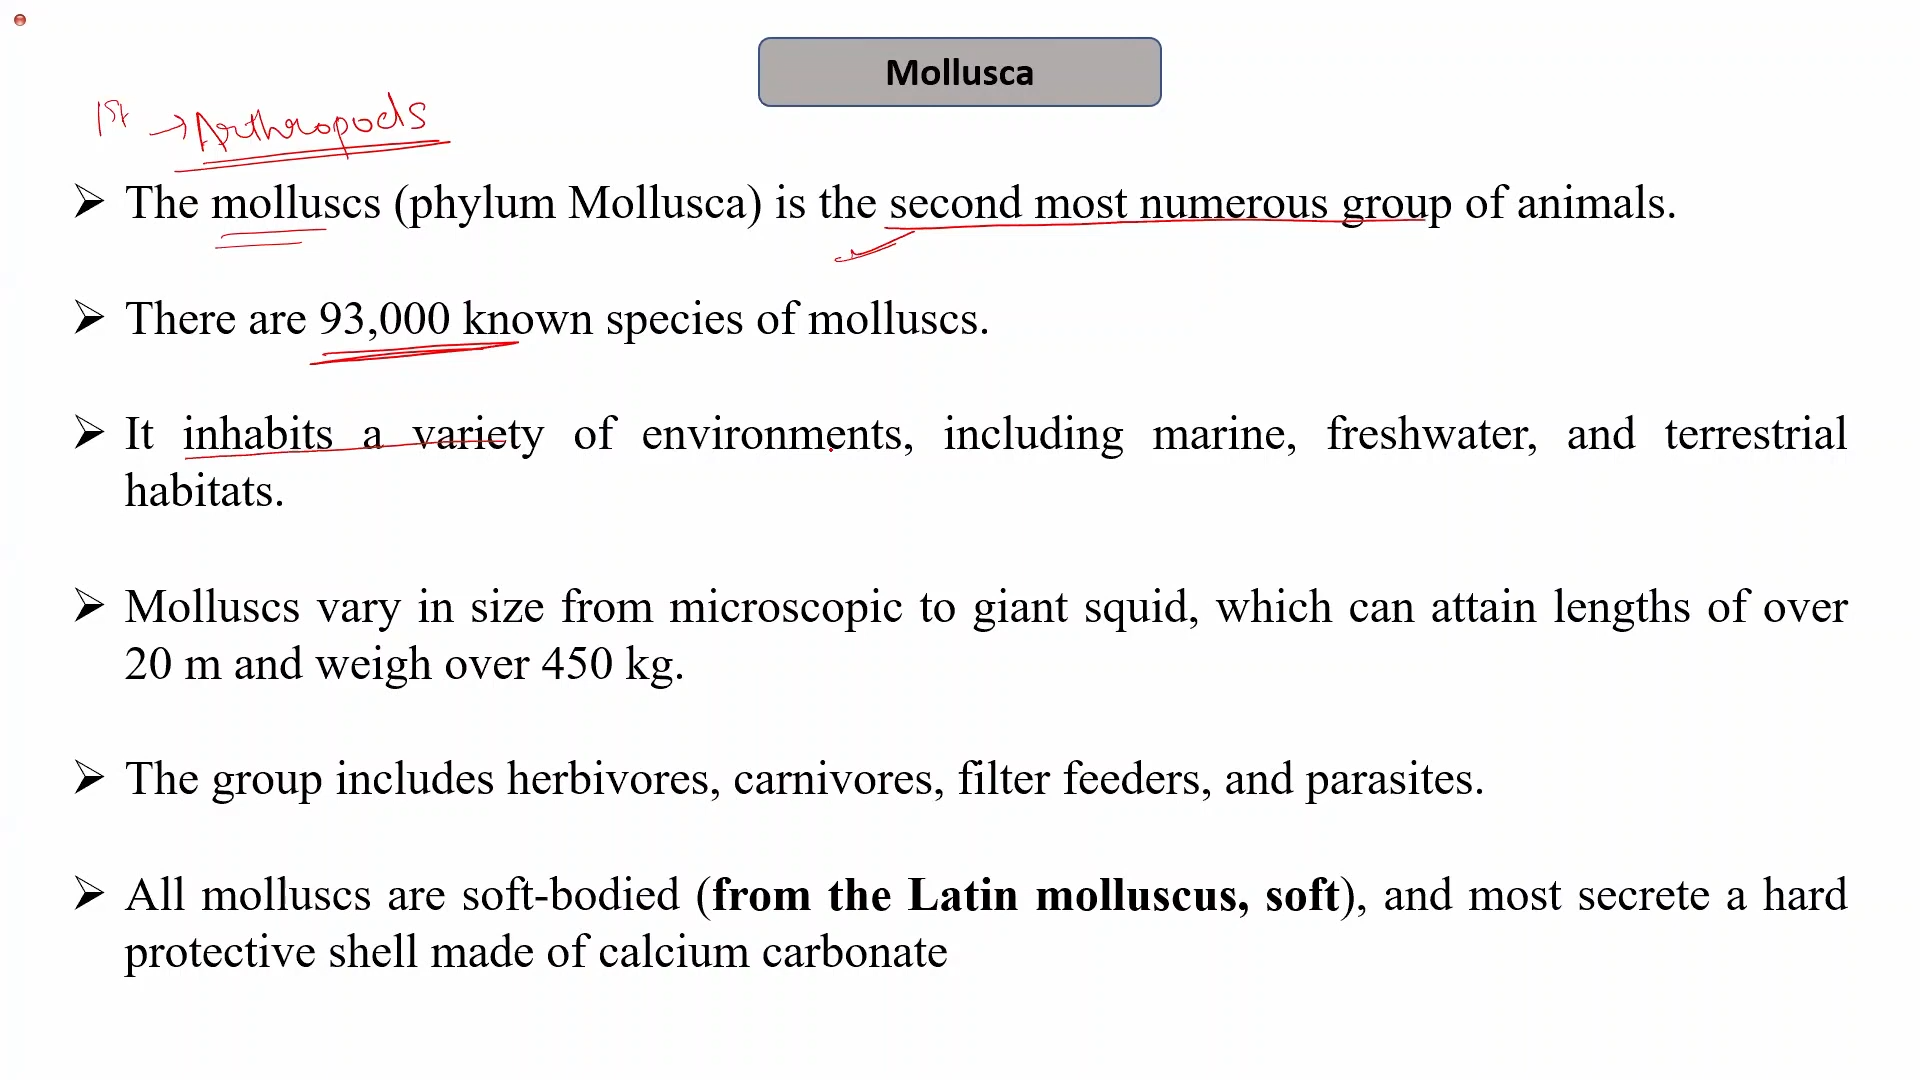 Mollusca
1st → Arthropods
➢ The molluscs (phylum Mollusca) is the second most numerous group of animals.
➢ There are 93,000 known species of molluscs.
➢ It inhabits a variety of environments, including marine, freshwater, and terrestrial
habitats.
➢ Molluscs vary in size from microscopic to giant squid, which can attain lengths of over
20 m and weigh over 450 kg.
➢ The group includes herbivores, carnivores, filter feeders, and parasites.
➢ All molluscs are soft-bodied (from the Latin molluscus, soft), and most secrete a hard
protective shell made of calcium carbonate